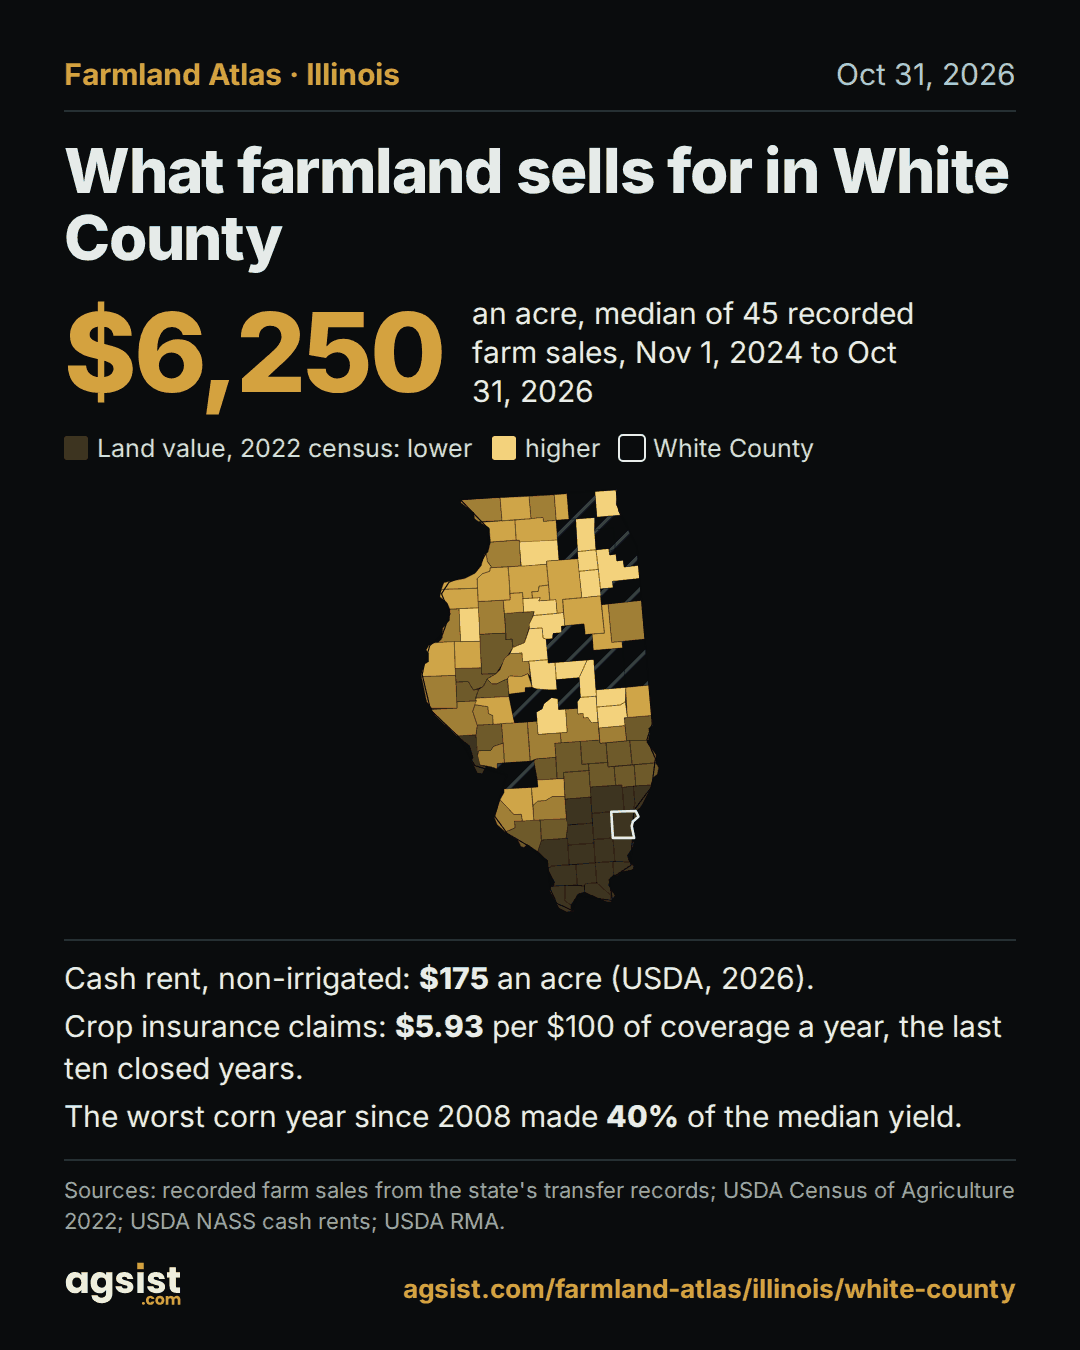 Farmland Atlas · Illinois
Oct 31, 2026
What farmland sells for in White
County
$6,250
an acre, median of 45 recorded
farm sales, Nov 1, 2024 to Oct
31, 2026
Land value, 2022 census: lower
higher
White County
Cash rent, non-irrigated: $175 an acre (USDA, 2026).
Crop insurance claims: $5.93 per $100 of coverage a year, the last
ten closed years.
The worst corn year since 2008 made 40% of the median yield.
Sources: recorded farm sales from the state's transfer records; USDA Census of Agriculture
2022; USDA NASS cash rents; USDA RMA.
agsist
.com
agsist.com/farmland-atlas/illinois/white-county